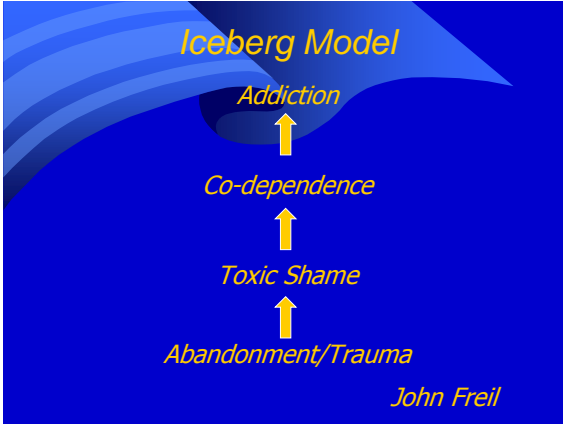 Iceberg Model
Addiction
Co-dependence
Toxic Shame
Abandonment/Trauma
John Freil